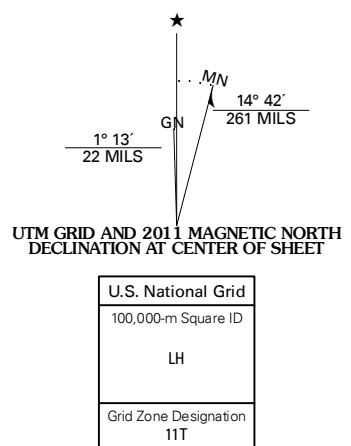 MN
GN
14° 42´
261 MILS
1° 13´
22 MILS
UTM GRID AND 2011 MAGNETIC NORTH
DECLINATION AT CENTER OF SHEET
U.S. National Grid
100,000-m Square ID
LH
Grid Zone Designation
11T